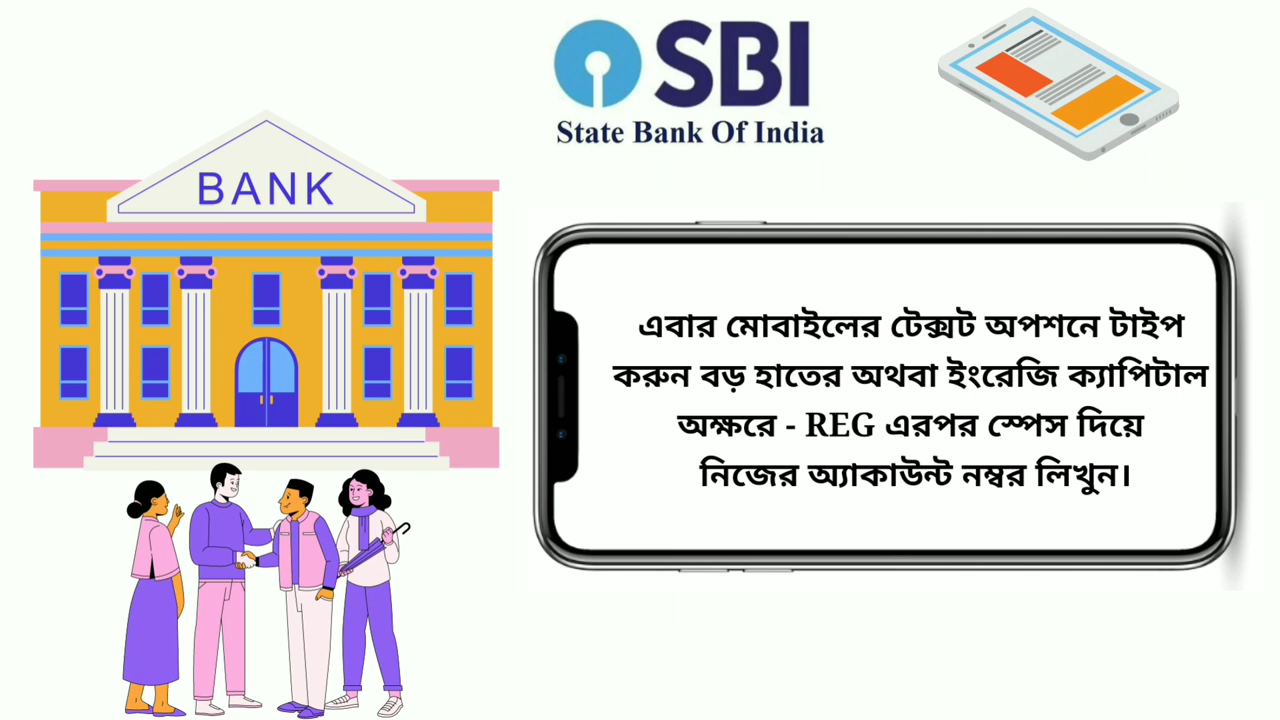 SBI
State Bank Of India
BANK
এবার মোবাইলের টেক্সট অপশনে টাইপ
করুন বড় হাতের অথবা ইংরেজি ক্যাপিটাল
অক্ষরে - REG এরপর স্পেস দিয়ে
নিজের অ্যাকাউন্ট নম্বর লিখুন।